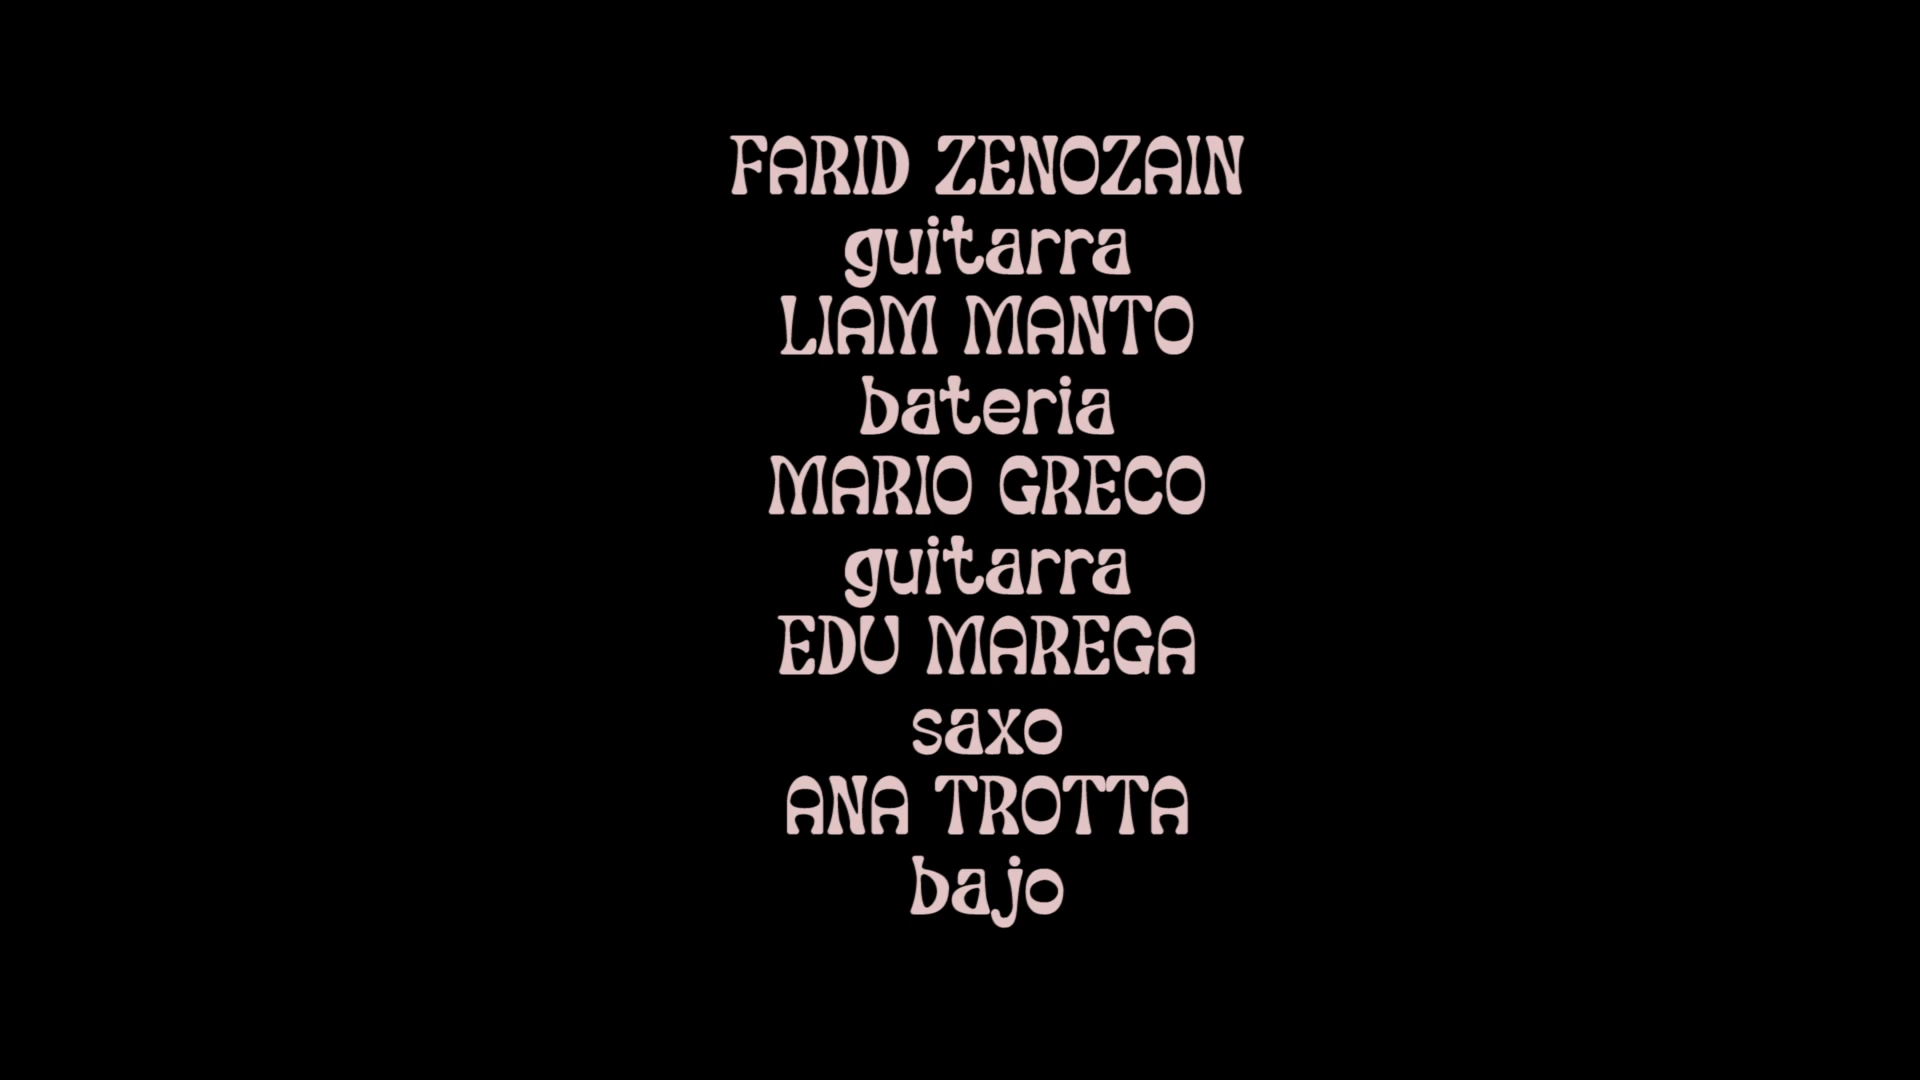 FARID ZENOZAIN
guitarra
LIAM MANTO
bateria
MARIO GRECO
guitarra
EDU MAREGA
saxo
ANA TROTTA
bajo